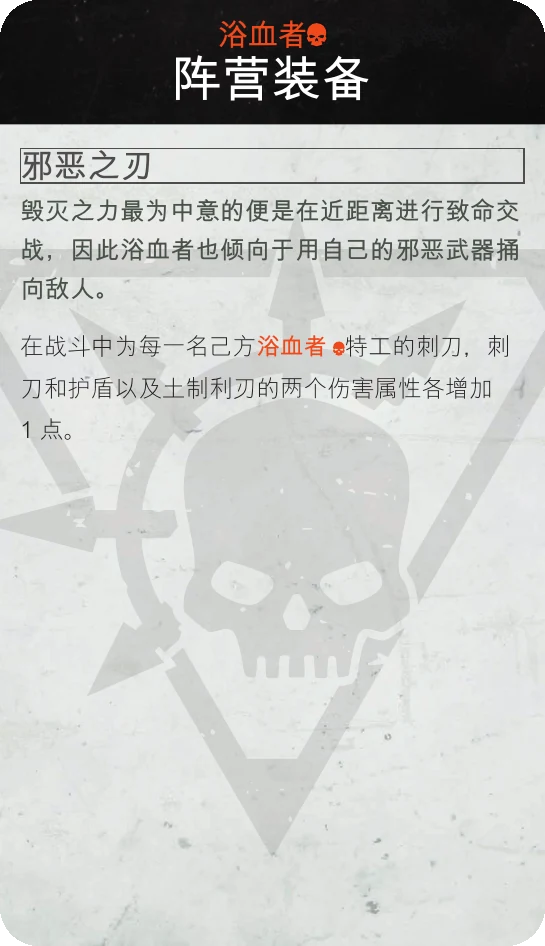 浴血者
阵营装备
邪恶之刃
毁灭之力最为中意的便是在近距离进行致命交
战，因此浴血者也倾向于用自己的邪恶武器捅
向敌人。
在战斗中为每一名己方浴血者特工的刺刀，刺
刀和护盾以及土制利刃的两个伤害属性各增加
1 点。